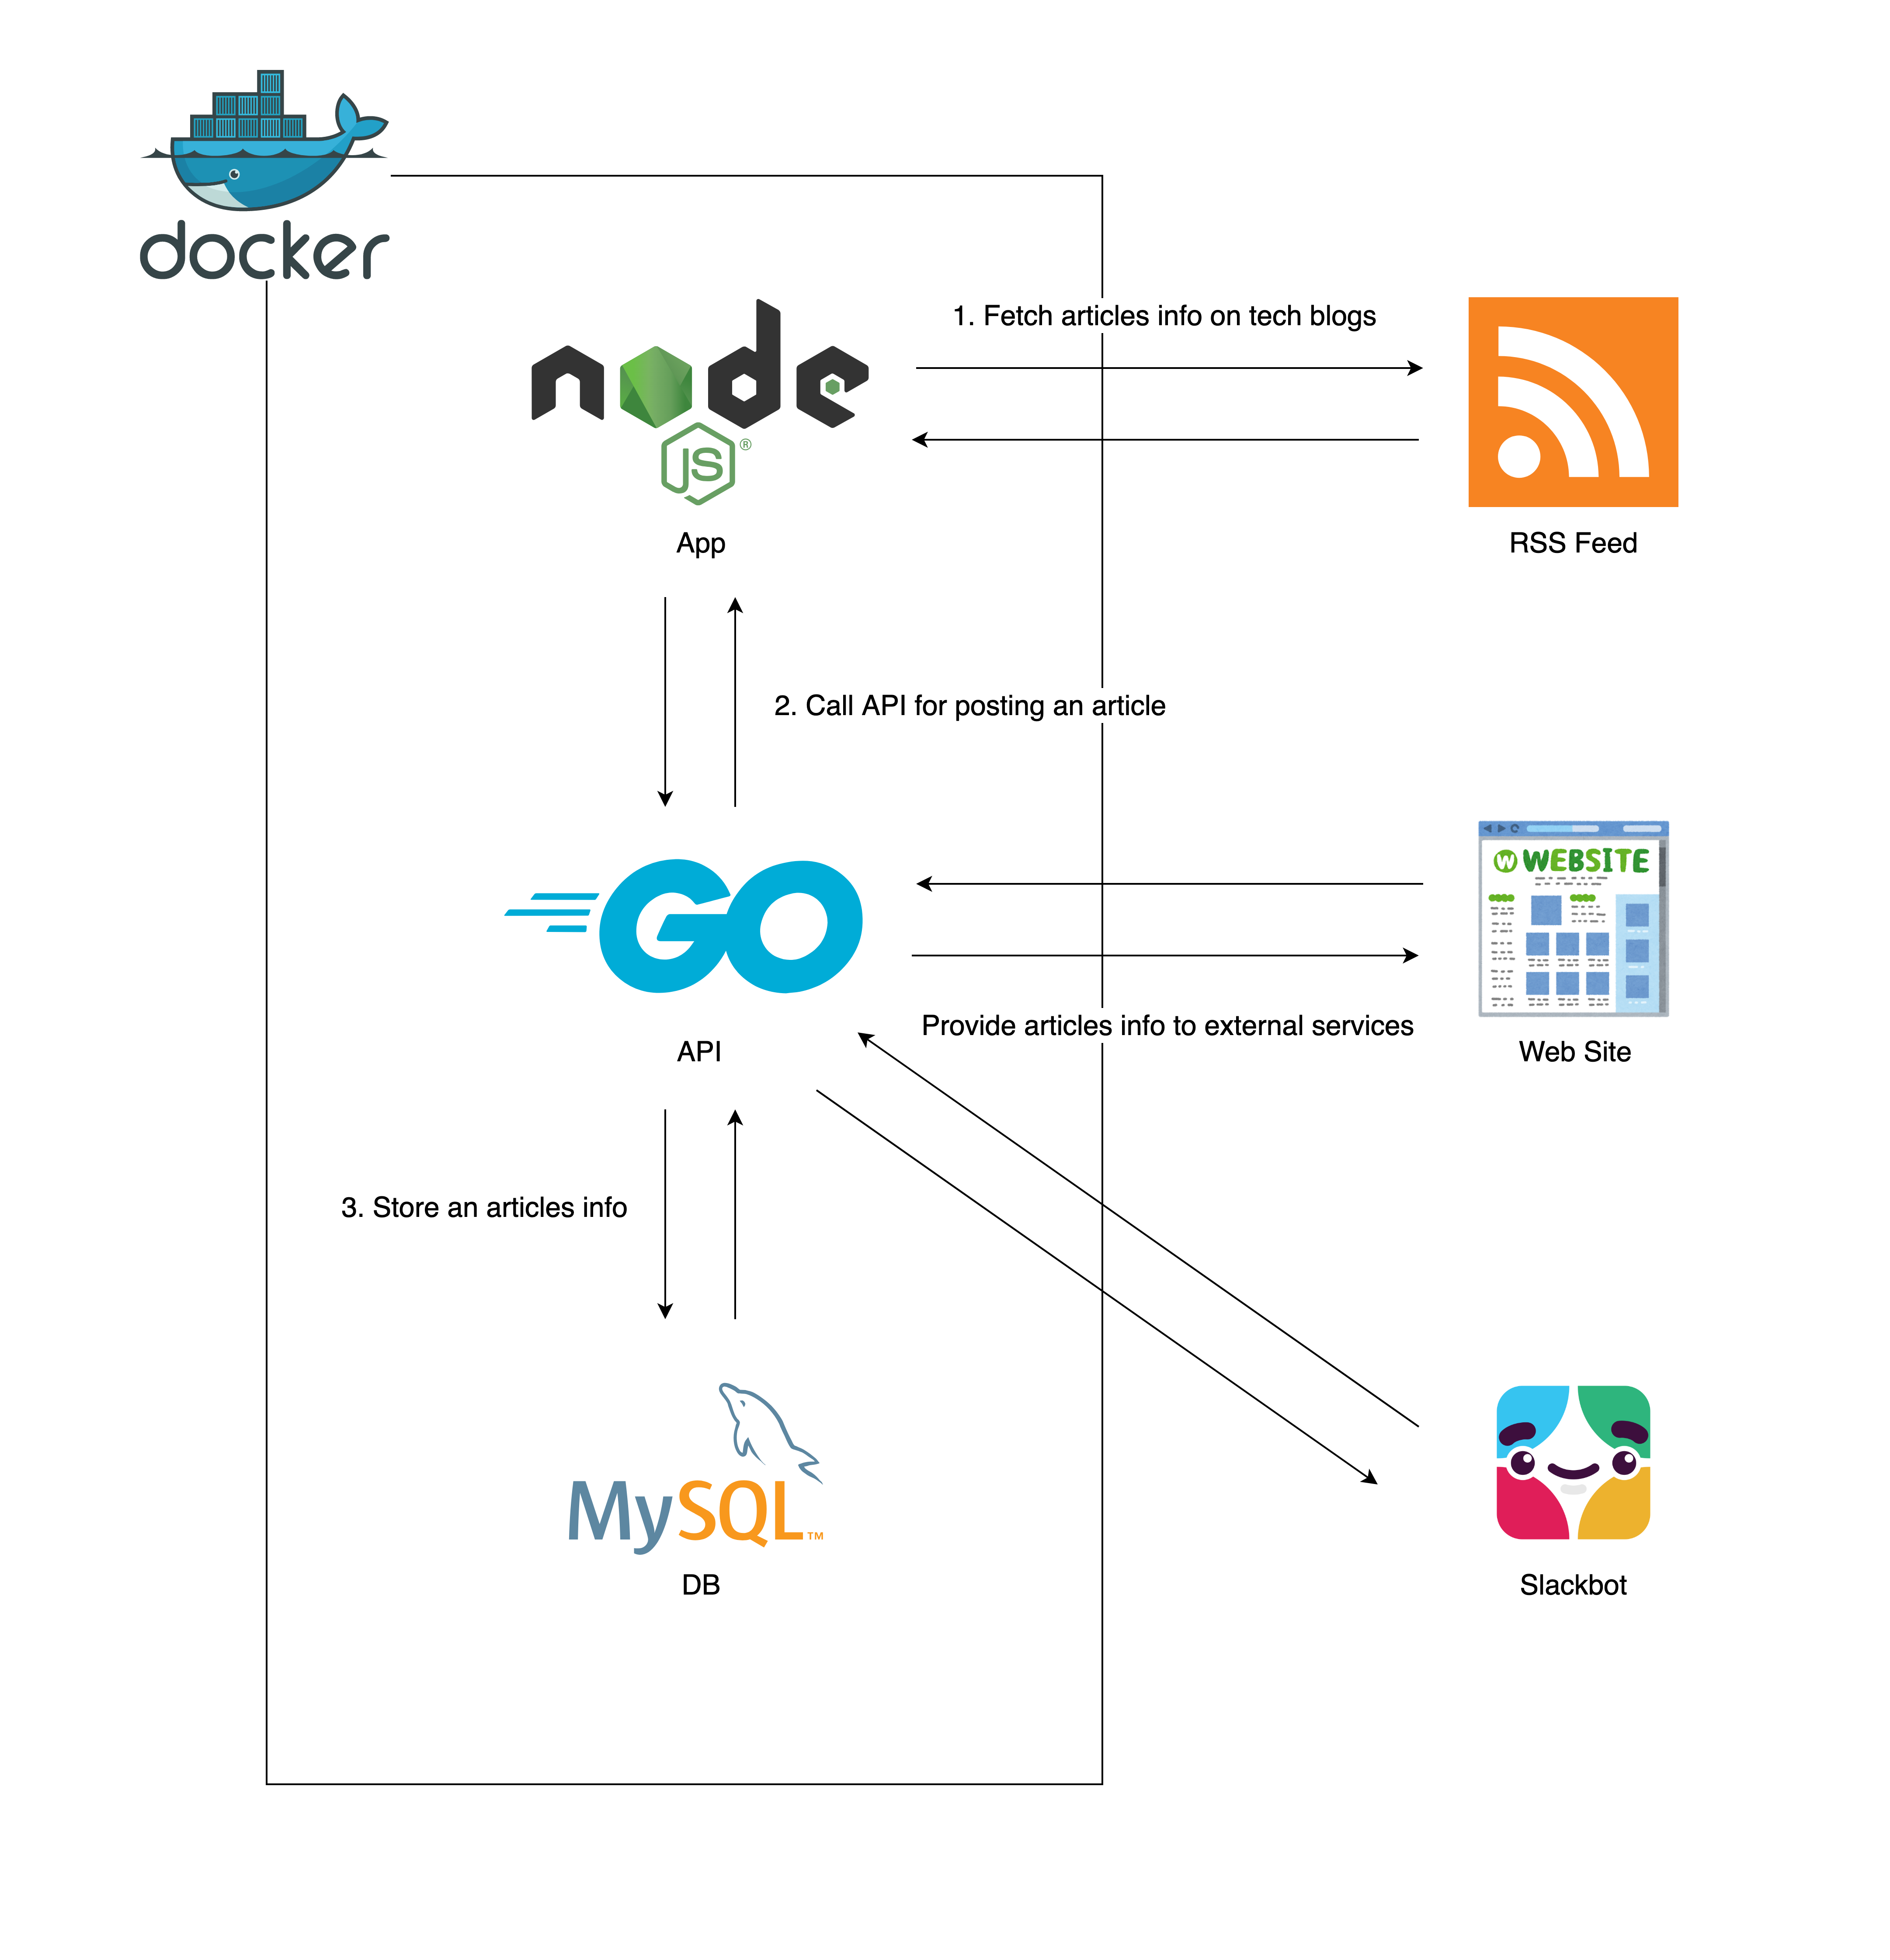 docker
node
JS
®
App
1. Fetch articles info on tech blogs
RSS Feed
2. Call API for posting an article
GO
API
W WEBSITE
Web Site
Provide articles info to external services
3. Store an articles info
MySQL™
DB
Slackbot